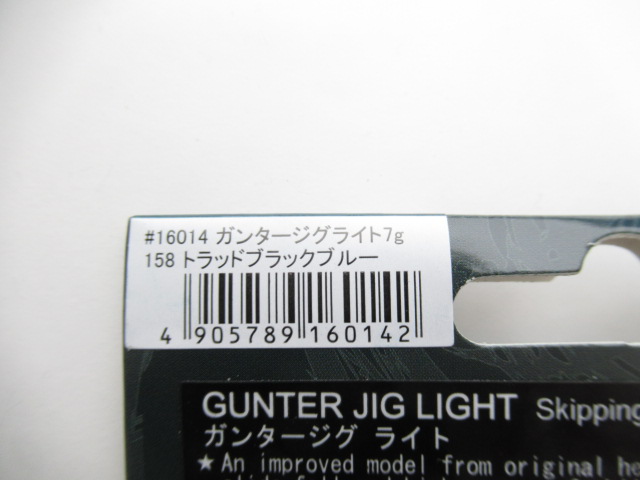 #16014 ガンタージグライト7g
158 トラッドブラックブルー
4 905789 160142
GUNTER JIG LIGHT Skipping
ガンタージグ ライト
★An improved model from original he